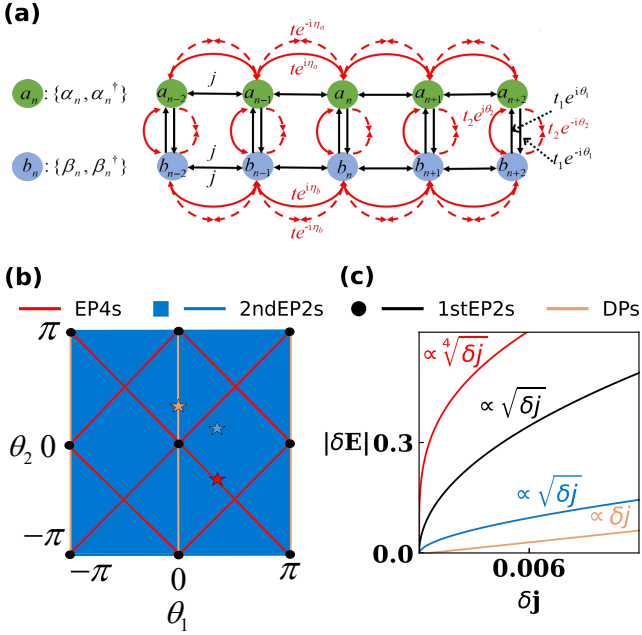 (a)
te^{-iη_a}
j te^{iη_a}
a_n:{α_n, α_n^†} a_{n-2} a_{n-1} a_n a_{n+1} a_{n+2} t_1e^{iθ_1}
t_2e^{iθ_2} t_2e^{-iθ_2}
b_n:{β_n, β_n^†} j b_{n-2} b_{n-1} b_n b_{n+1} b_{n+2} t_1e^{-iθ_1}
j te^{iη_b}
te^{-iη_b}
(b) (c)
EP4s 2ndEP2s 1stEP2s DPs
π
θ_2 0
−π
−π 0 π
θ_1
∝ ∜δj
∝ √δj
|δE| 0.3
∝ √δj
∝ δj
0.0
0.006
δj